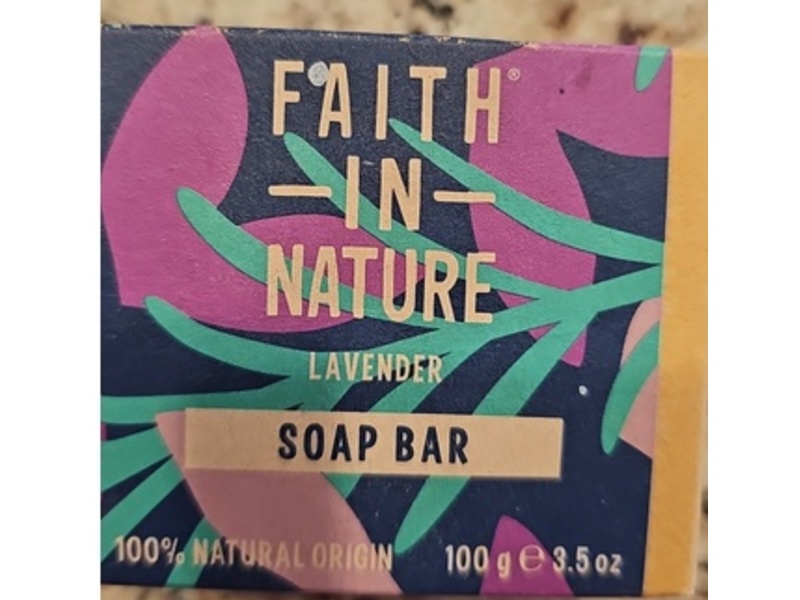 FAITH®
—IN—
NATURE
LAVENDER
SOAP BAR
100% NATURAL ORIGIN 100 g ℮ 3.5 oz